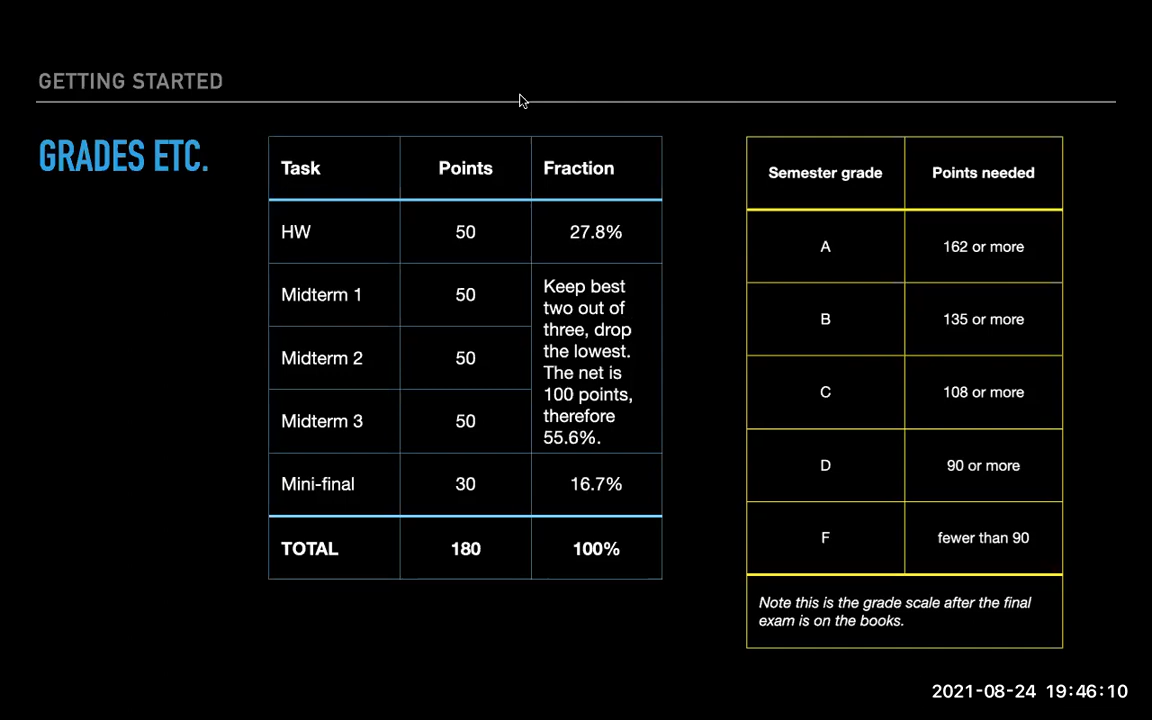 GETTING STARTED
GRADES ETC.
Task Points Fraction
HW 50 27.8%
Midterm 1 50
Midterm 2 50
Midterm 3 50
Keep best
two out of
three, drop
the lowest.
The net is
100 points,
therefore
55.6%.
Mini-final 30 16.7%
TOTAL 180 100%
Semester grade Points needed
A 162 or more
B 135 or more
C 108 or more
D 90 or more
F fewer than 90
Note this is the grade scale after the final
exam is on the books.
2021-08-24 19:46:10